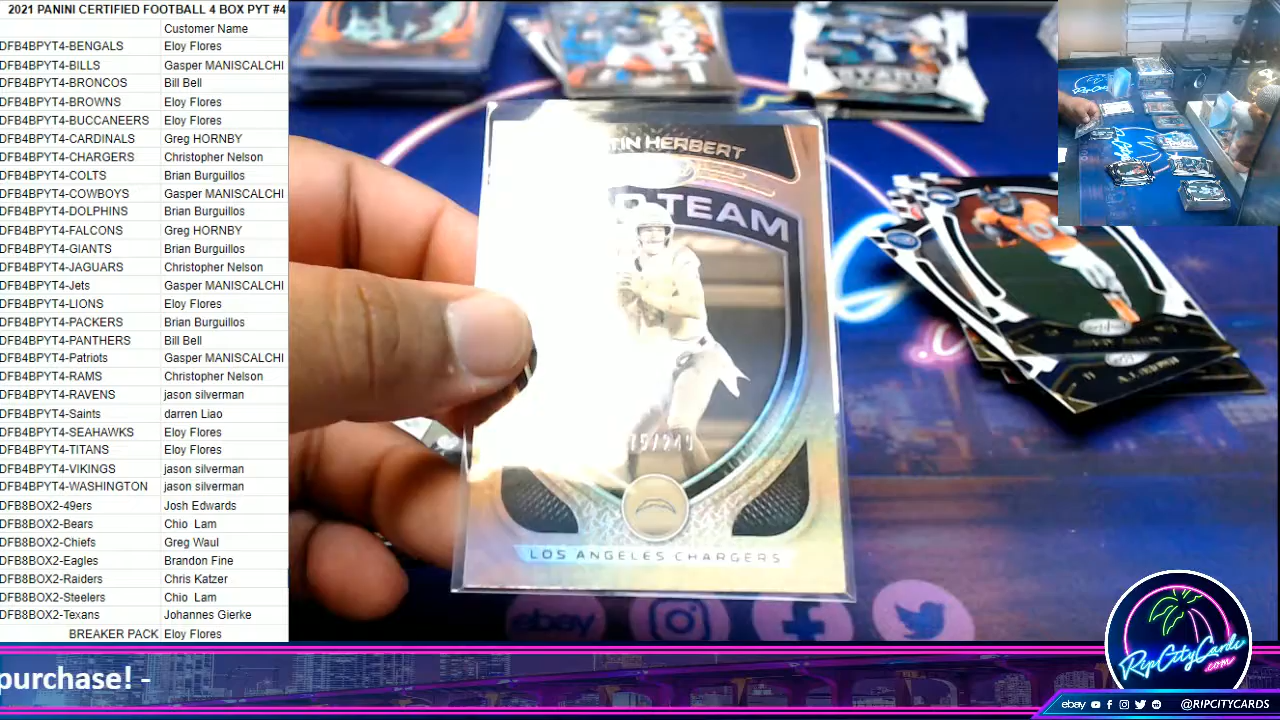 2021 PANINI CERTIFIED FOOTBALL 4 BOX PYT #4
Customer Name
DFB4BPYT4-BENGALS Eloy Flores
DFB4BPYT4-BILLS Gasper MANISCALCHI
DFB4BPYT4-BRONCOS Bill Bell
DFB4BPYT4-BROWNS Eloy Flores
DFB4BPYT4-BUCCANEERS Eloy Flores
DFB4BPYT4-CARDINALS Greg HORNBY
DFB4BPYT4-CHARGERS Christopher Nelson
DFB4BPYT4-COLTS Brian Burguillos
DFB4BPYT4-COWBOYS Gasper MANISCALCHI
DFB4BPYT4-DOLPHINS Brian Burguillos
DFB4BPYT4-FALCONS Greg HORNBY
DFB4BPYT4-GIANTS Brian Burguillos
DFB4BPYT4-JAGUARS Christopher Nelson
DFB4BPYT4-Jets Gasper MANISCALCHI
DFB4BPYT4-LIONS Eloy Flores
DFB4BPYT4-PACKERS Brian Burguillos
DFB4BPYT4-PANTHERS Bill Bell
DFB4BPYT4-Patriots Gasper MANISCALCHI
DFB4BPYT4-RAMS Christopher Nelson
DFB4BPYT4-RAVENS jason silverman
DFB4BPYT4-Saints darren Liao
DFB4BPYT4-SEAHAWKS Eloy Flores
DFB4BPYT4-TITANS Eloy Flores
DFB4BPYT4-VIKINGS jason silverman
DFB4BPYT4-WASHINGTON jason silverman
DFB8BOX2-49ers Josh Edwards
DFB8BOX2-Bears Chio Lam
DFB8BOX2-Chiefs Greg Waul
DFB8BOX2-Eagles Brandon Fine
DFB8BOX2-Raiders Chris Katzer
DFB8BOX2-Steelers Chio Lam
DFB8BOX2-Texans Johannes Gierke
BREAKER PACK Eloy Flores
TIN HERBERT
TEAM
75/249
LOS ANGELES CHARGERS
ebay
purchase! -
RipCityCards
.com
ebay @RIPCITYCARDS